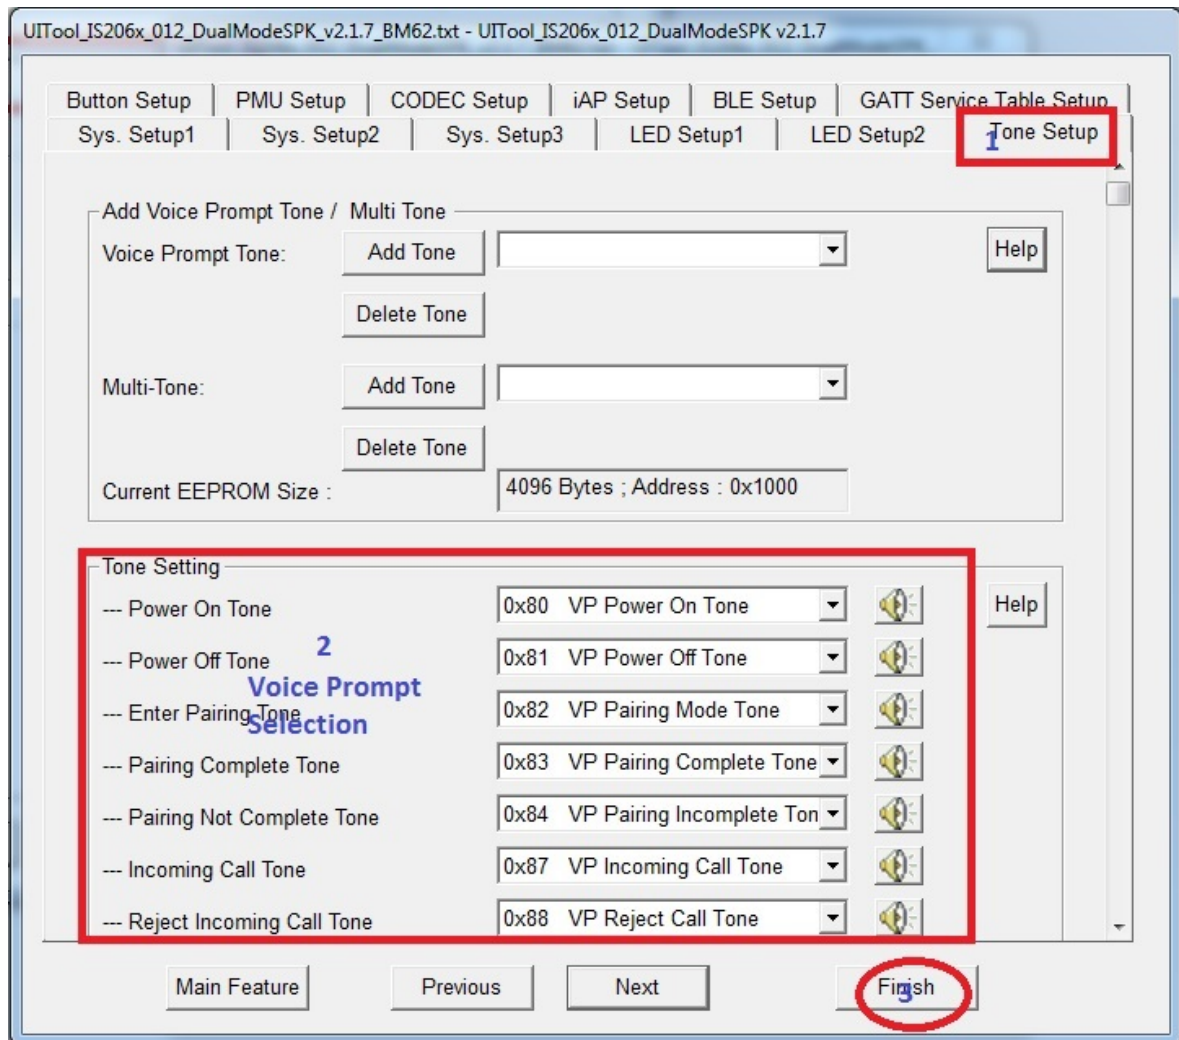 UITool_IS206x_012_DualModeSPK_v2.1.7_BM62.txt - UITool_IS206x_012_DualModeSPK v2.1.7
Button Setup PMU Setup CODEC Setup iAP Setup BLE Setup GATT Service Table Setup
Sys. Setup1 Sys. Setup2 Sys. Setup3 LED Setup1 LED Setup2 Tone Setup
1
Add Voice Prompt Tone / Multi Tone
Voice Prompt Tone: Add Tone Help
Delete Tone
Multi-Tone: Add Tone
Delete Tone
Current EEPROM Size : 4096 Bytes ; Address : 0x1000
Tone Setting
--- Power On Tone 0x80 VP Power On Tone Help
--- Power Off Tone 0x81 VP Power Off Tone
2
Voice Prompt
Selection
--- Enter Pairing Tone 0x82 VP Pairing Mode Tone
--- Pairing Complete Tone 0x83 VP Pairing Complete Tone
--- Pairing Not Complete Tone 0x84 VP Pairing Incomplete Ton
--- Incoming Call Tone 0x87 VP Incoming Call Tone
--- Reject Incoming Call Tone 0x88 VP Reject Call Tone
Main Feature Previous Next Finish
3